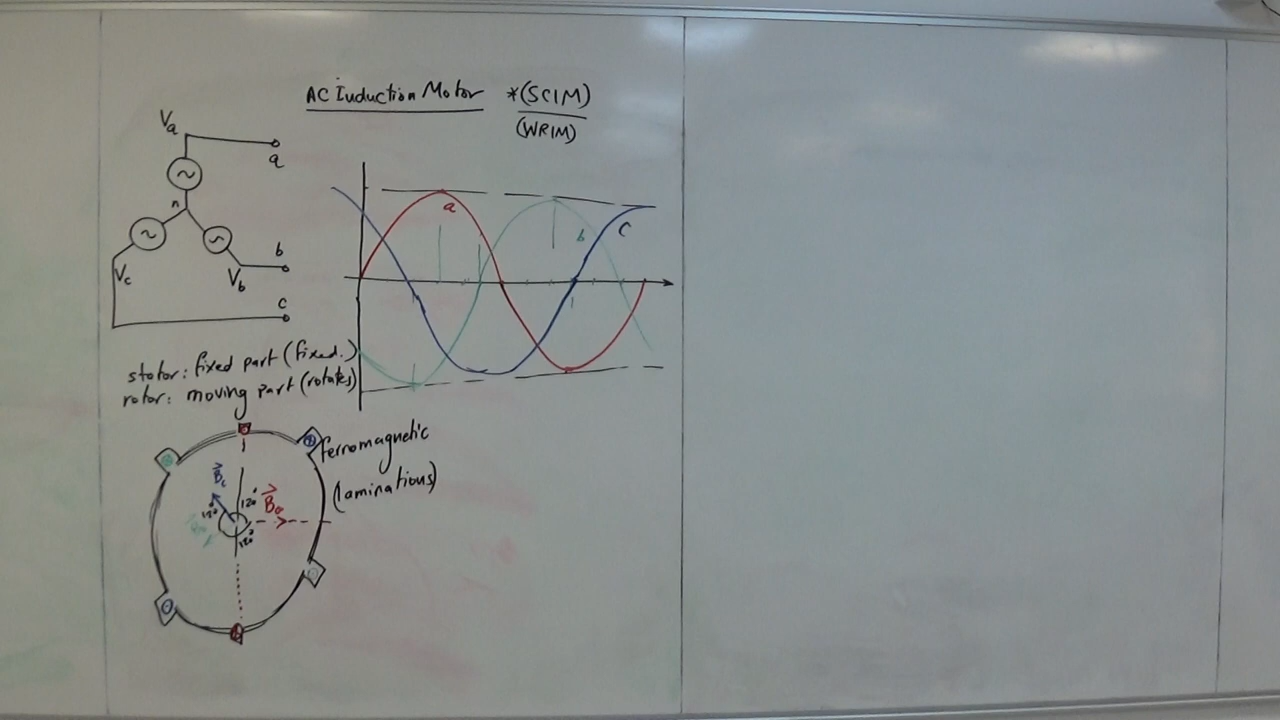 AC Induction Motor *(SCIM)
(WRIM)
Va
a
n
Vc
Vb
b
c
a
b
c
stator: fixed part (fixed.)
rotor: moving part (rotates)
ferromagnetic
(laminations)
Bc
120°
Ba
120°
120°